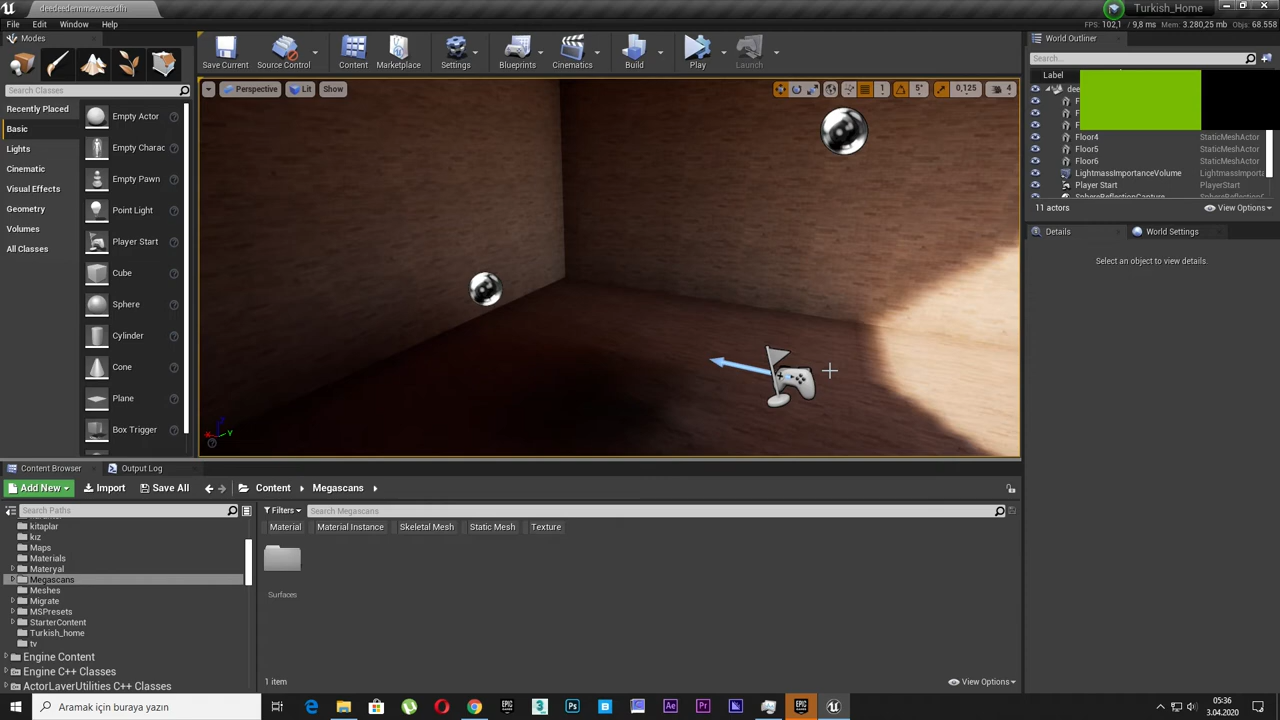 deedeedennmeweeerdln
Turkish_Home
File Edit Window Help
FPS: 102,1 / 9,8 ms Mem: 3.280,25 mb Objs: 68.558
Modes
Search Classes
Recently Placed
Basic
Lights
Cinematic
Visual Effects
Geometry
Volumes
All Classes
Empty Actor
Empty Charac
Empty Pawn
Point Light
Player Start
Cube
Sphere
Cylinder
Cone
Plane
Box Trigger
Save Current Source Control Content Marketplace Settings Blueprints Cinematics Build Play Launch
Perspective Lit Show
5° 0,125 4
X Y Z
World Outliner
Search...
Label
dee
F
F
F
Floor4 StaticMeshActor
Floor5 StaticMeshActor
Floor6 StaticMeshActor
LightmassImportanceVolume LightmassImporta
Player Start PlayerStart
SphereReflectionCapture SphereReflectionC
11 actors View Options
Details World Settings
Select an object to view details.
Content Browser Output Log
Add New Import Save All Content Megascans
Search Paths
kitaplar
kız
Maps
Materials
Materyal
Megascans
Meshes
Migrate
MSPresets
StarterContent
Turkish_home
tv
Engine Content
Engine C++ Classes
ActorLayerUtilities C++ Classes
Filters Search Megascans
Material Material Instance Skeletal Mesh Static Mesh Texture
Surfaces
1 item View Options
Aramak için buraya yazın
05:36
3.04.2020